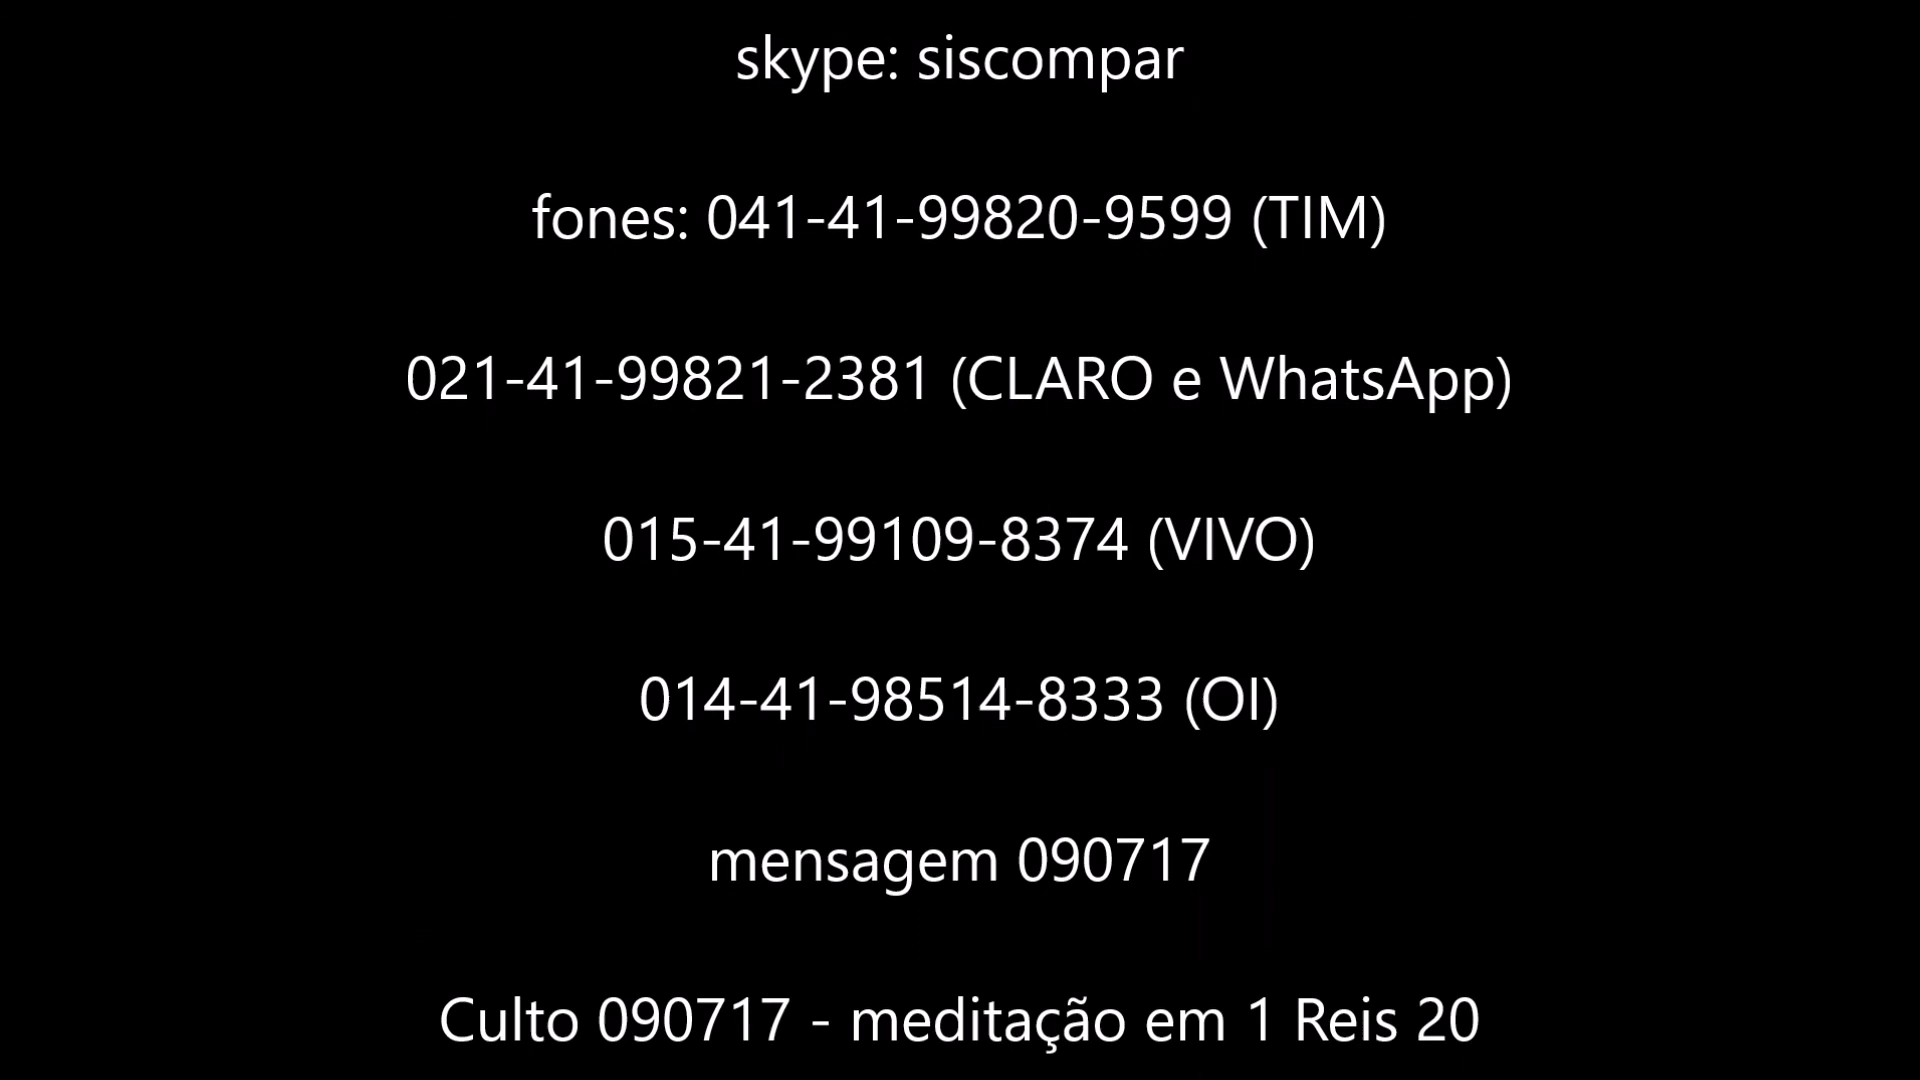 skype: siscompar
fones: 041-41-99820-9599 (TIM)
021-41-99821-2381 (CLARO e WhatsApp)
015-41-99109-8374 (VIVO)
014-41-98514-8333 (OI)
mensagem 090717
Culto 090717 - meditação em 1 Reis 20